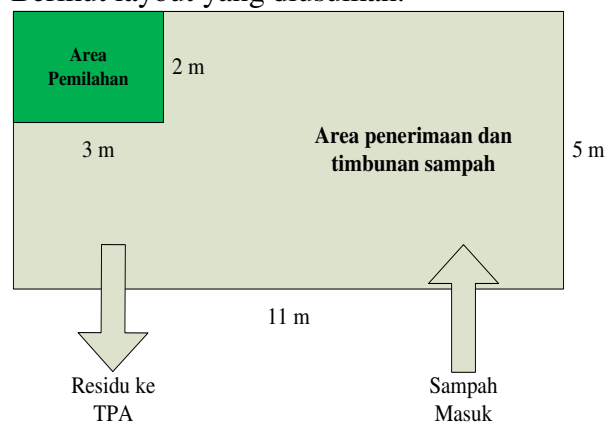 Berikut layout yang diusulkan.
Area
Pemilahan
2 m
3 m
Area penerimaan dan
timbunan sampah
5 m
11 m
Residu ke
TPA
Sampah
Masuk